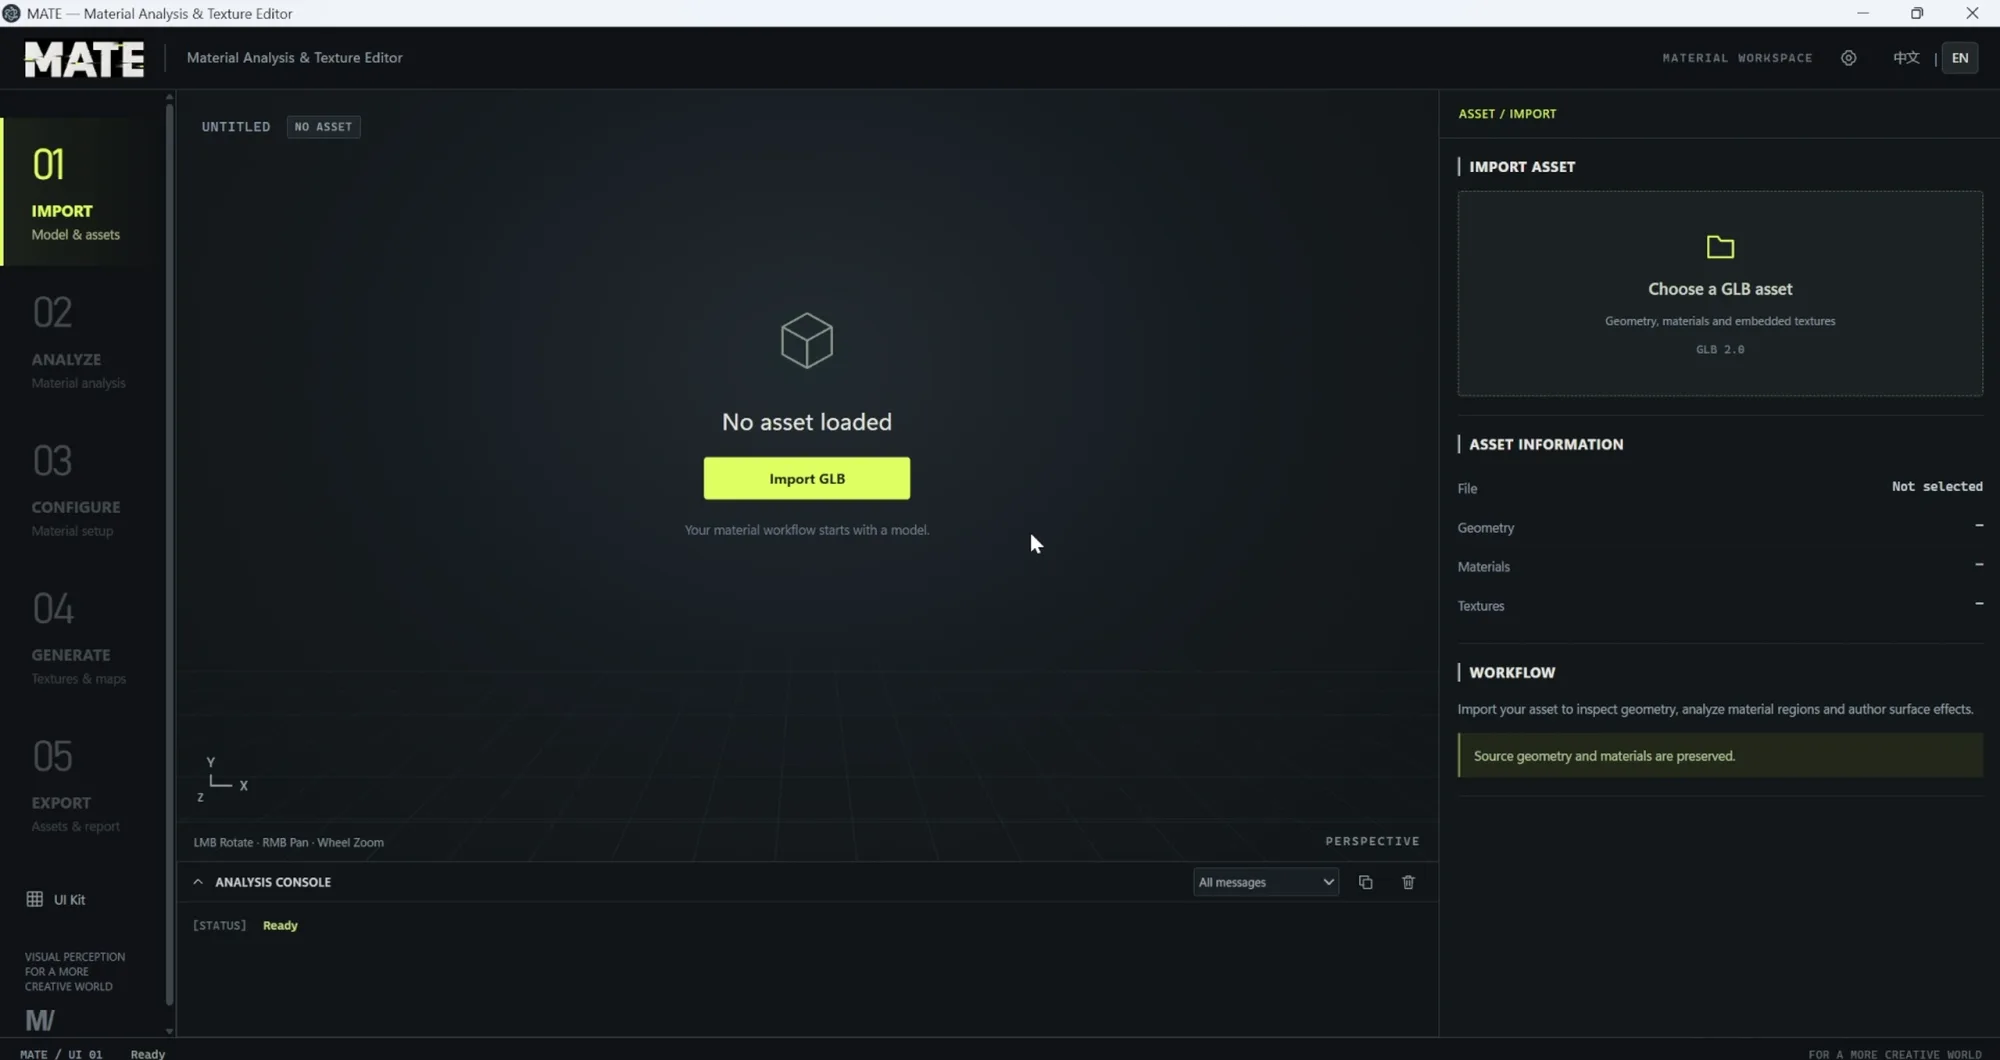 MATE — Material Analysis & Texture Editor
MATE
Material Analysis & Texture Editor
MATERIAL WORKSPACE
中文 | EN
01
IMPORT
Model & assets
02
ANALYZE
Material analysis
03
CONFIGURE
Material setup
04
GENERATE
Textures & maps
05
EXPORT
Assets & report
UI Kit
VISUAL PERCEPTION
FOR A MORE
CREATIVE WORLD
M/
UNTITLED NO ASSET
No asset loaded
Import GLB
Your material workflow starts with a model.
Y
X
Z
LMB Rotate · RMB Pan · Wheel Zoom
PERSPECTIVE
ANALYSIS CONSOLE
All messages
[STATUS] Ready
ASSET / IMPORT
IMPORT ASSET
Choose a GLB asset
Geometry, materials and embedded textures
GLB 2.0
ASSET INFORMATION
File Not selected
Geometry –
Materials –
Textures –
WORKFLOW
Import your asset to inspect geometry, analyze material regions and author surface effects.
Source geometry and materials are preserved.
MATE / UI 01 Ready
FOR A MORE CREATIVE WORLD